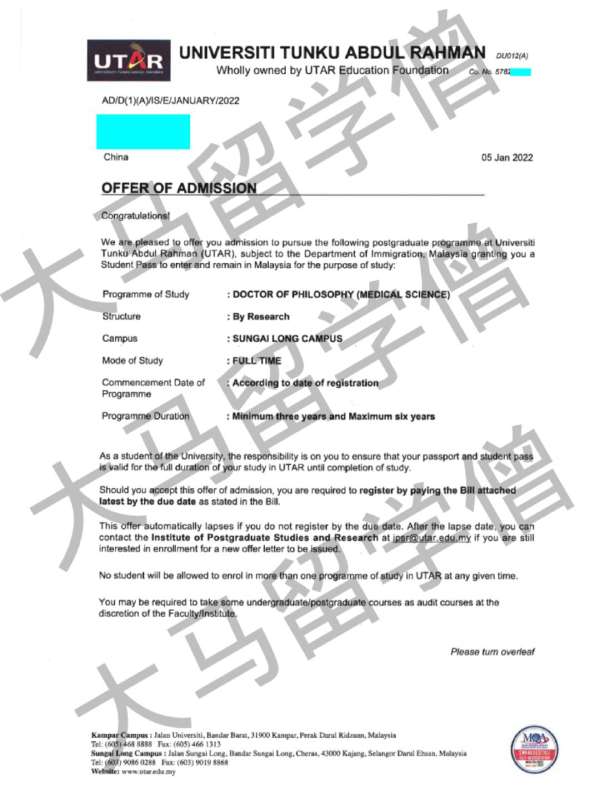 UTAR
UNIVERSITI TUNKU ABDUL RAHMAN DU012(A)
Wholly owned by UTAR Education Foundation Co. No. 578
AD/D(1)(A)/IS/E/JANUARY/2022
China
05 Jan 2022
OFFER OF ADMISSION
Congratulations!
We are pleased to offer you admission to pursue the following postgraduate programme at Universiti
Tunku Abdul Rahman (UTAR), subject to the Department of Immigration, Malaysia granting you a
Student Pass to enter and remain in Malaysia for the purpose of study:
Programme of Study : DOCTOR OF PHILOSOPHY (MEDICAL SCIENCE)
Structure : By Research
Campus : SUNGAI LONG CAMPUS
Mode of Study : FULL TIME
Commencement Date of : According to date of registration
Programme
Programme Duration : Minimum three years and Maximum six years
As a student of the University, the responsibility is on you to ensure that your passport and student pass
is valid for the full duration of your study in UTAR until completion of study.
Should you accept this offer of admission, you are required to register by paying the Bill attached
latest by the due date as stated in the Bill.
This offer automatically lapses if you do not register by the due date. After the lapse date, you can
contact the Institute of Postgraduate Studies and Research at ipsr@utar.edu.my if you are still
interested in enrollment for a new offer letter to be issued.
No student will be allowed to enrol in more than one programme of study in UTAR at any given time.
You may be required to take some undergraduate/postgraduate courses as audit courses at the
discretion of the Faculty/Institute.
Please turn overleaf
Kampar Campus : Jalan Universiti, Bandar Barat, 31900 Kampar, Perak Darul Ridzuan, Malaysia
Tel: (605) 468 8888 Fax: (605) 466 1313
Sungai Long Campus : Jalan Sungai Long, Bandar Sungai Long, Cheras, 43000 Kajang, Selangor Darul Ehsan, Malaysia
Tel: (603) 9086 0288 Fax: (603) 9019 8868
Website: www.utar.edu.my
MQA
大马留学僧
大马留学僧
大马留学僧
大马留学僧